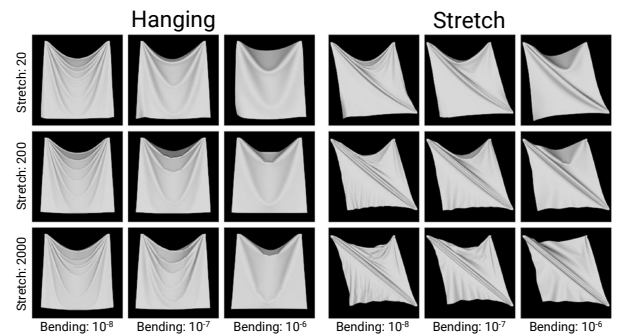 Hanging
Stretch
Stretch: 20
Stretch: 200
Stretch: 2000
Bending: 10⁻⁸
Bending: 10⁻⁷
Bending: 10⁻⁶
Bending: 10⁻⁸
Bending: 10⁻⁷
Bending: 10⁻⁶